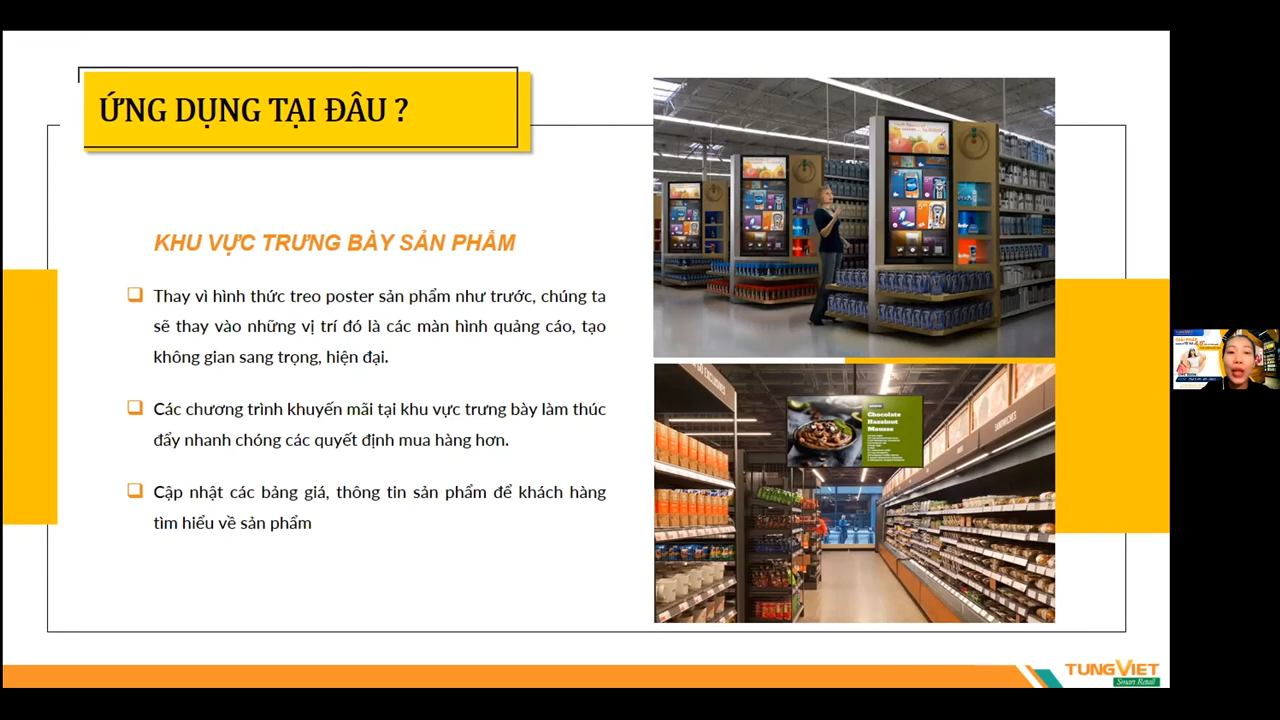 ỨNG DỤNG TẠI ĐÂU ?
KHU VỰC TRƯNG BÀY SẢN PHẨM
Thay vì hình thức treo poster sản phẩm như trước, chúng ta
sẽ thay vào những vị trí đó là các màn hình quảng cáo, tạo
không gian sang trọng, hiện đại.
Các chương trình khuyến mãi tại khu vực trưng bày làm thúc
đẩy nhanh chóng các quyết định mua hàng hơn.
Cập nhật các bảng giá, thông tin sản phẩm để khách hàng
tìm hiểu về sản phẩm
Chocolate
Hazelnut
Mousse
SANDWICHES
TUNGVIET
Smart Retail
GIẢI PHÁP